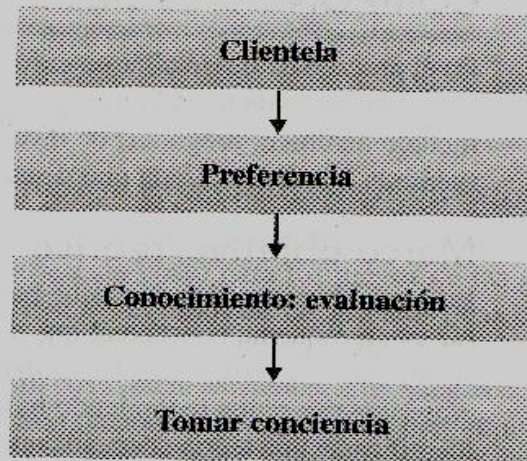 Clientela
Preferencia
Conocimiento: evaluación
Tomar conciencia